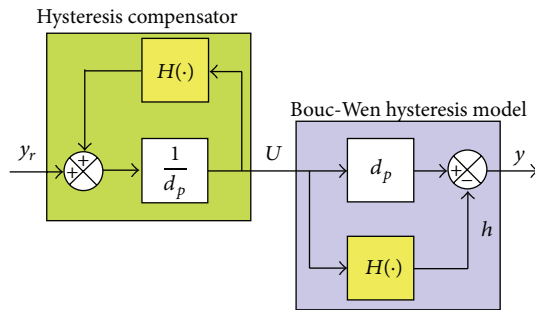 Hysteresis compensator
H(·)
Bouc-Wen hysteresis model
y_r
+
+
1
d_p
U
d_p
+
−
y
H(·)
h